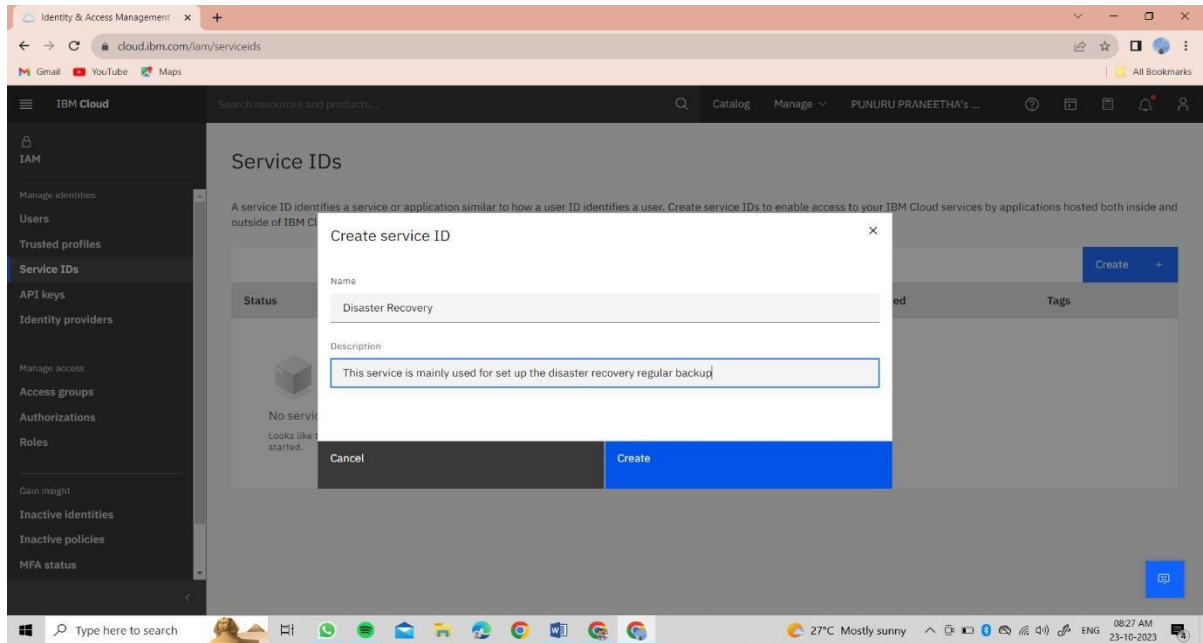 Identity & Access Management
cloud.ibm.com/iam/serviceids
Gmail YouTube Maps All Bookmarks
IBM Cloud Search resources and products... Catalog Manage PUNURU PRANEETHA's ...
IAM
Manage identities
Users
Trusted profiles
Service IDs
API keys
Identity providers
Manage access
Access groups
Authorizations
Roles
Gain insight
Inactive identities
Inactive policies
MFA status
Service IDs
A service ID identifies a service or application similar to how a user ID identifies a user. Create service IDs to enable access to your IBM Cloud services by applications hosted both inside and
outside of IBM Cl
Create +
Status ed Tags
No servic
Looks like t
started.
Create service ID
Name
Disaster Recovery
Description
This service is mainly used for set up the disaster recovery regular backup
Cancel Create
Type here to search 27°C Mostly sunny ENG 08:27 AM
23-10-2023